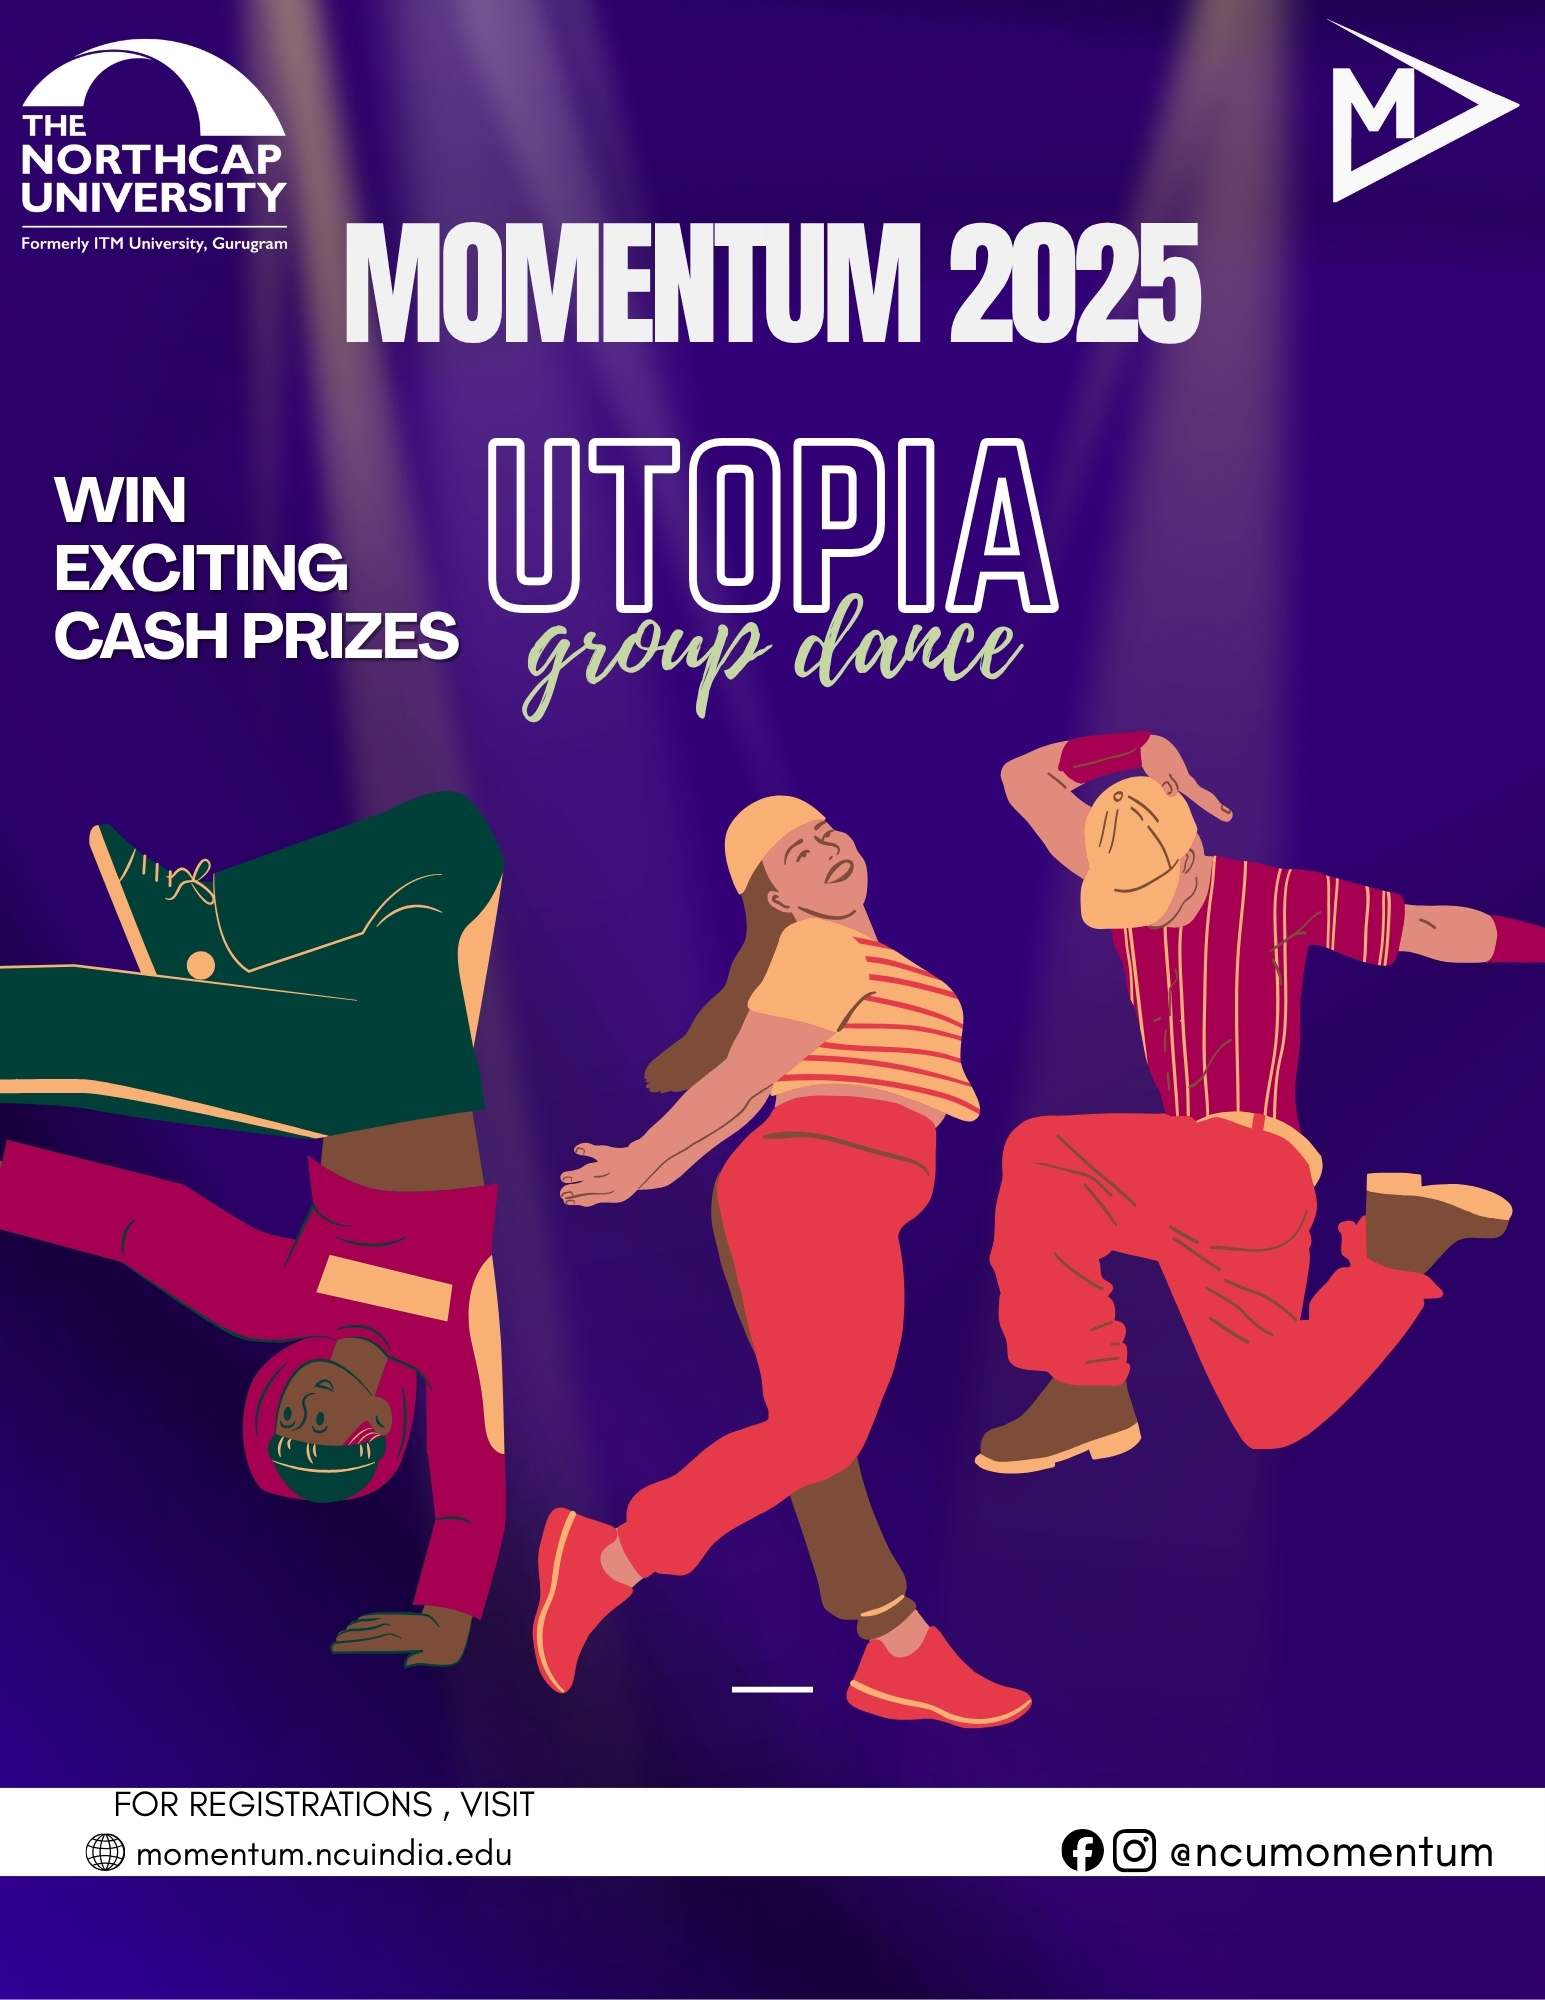 THE
NORTHCAP
UNIVERSITY
Formerly ITM University, Gurugram
M
MOMENTUM 2025
UTOPIA
group dance
WIN
EXCITING
CASH PRIZES
FOR REGISTRATIONS , VISIT
momentum.ncuindia.edu
@ncumomentum